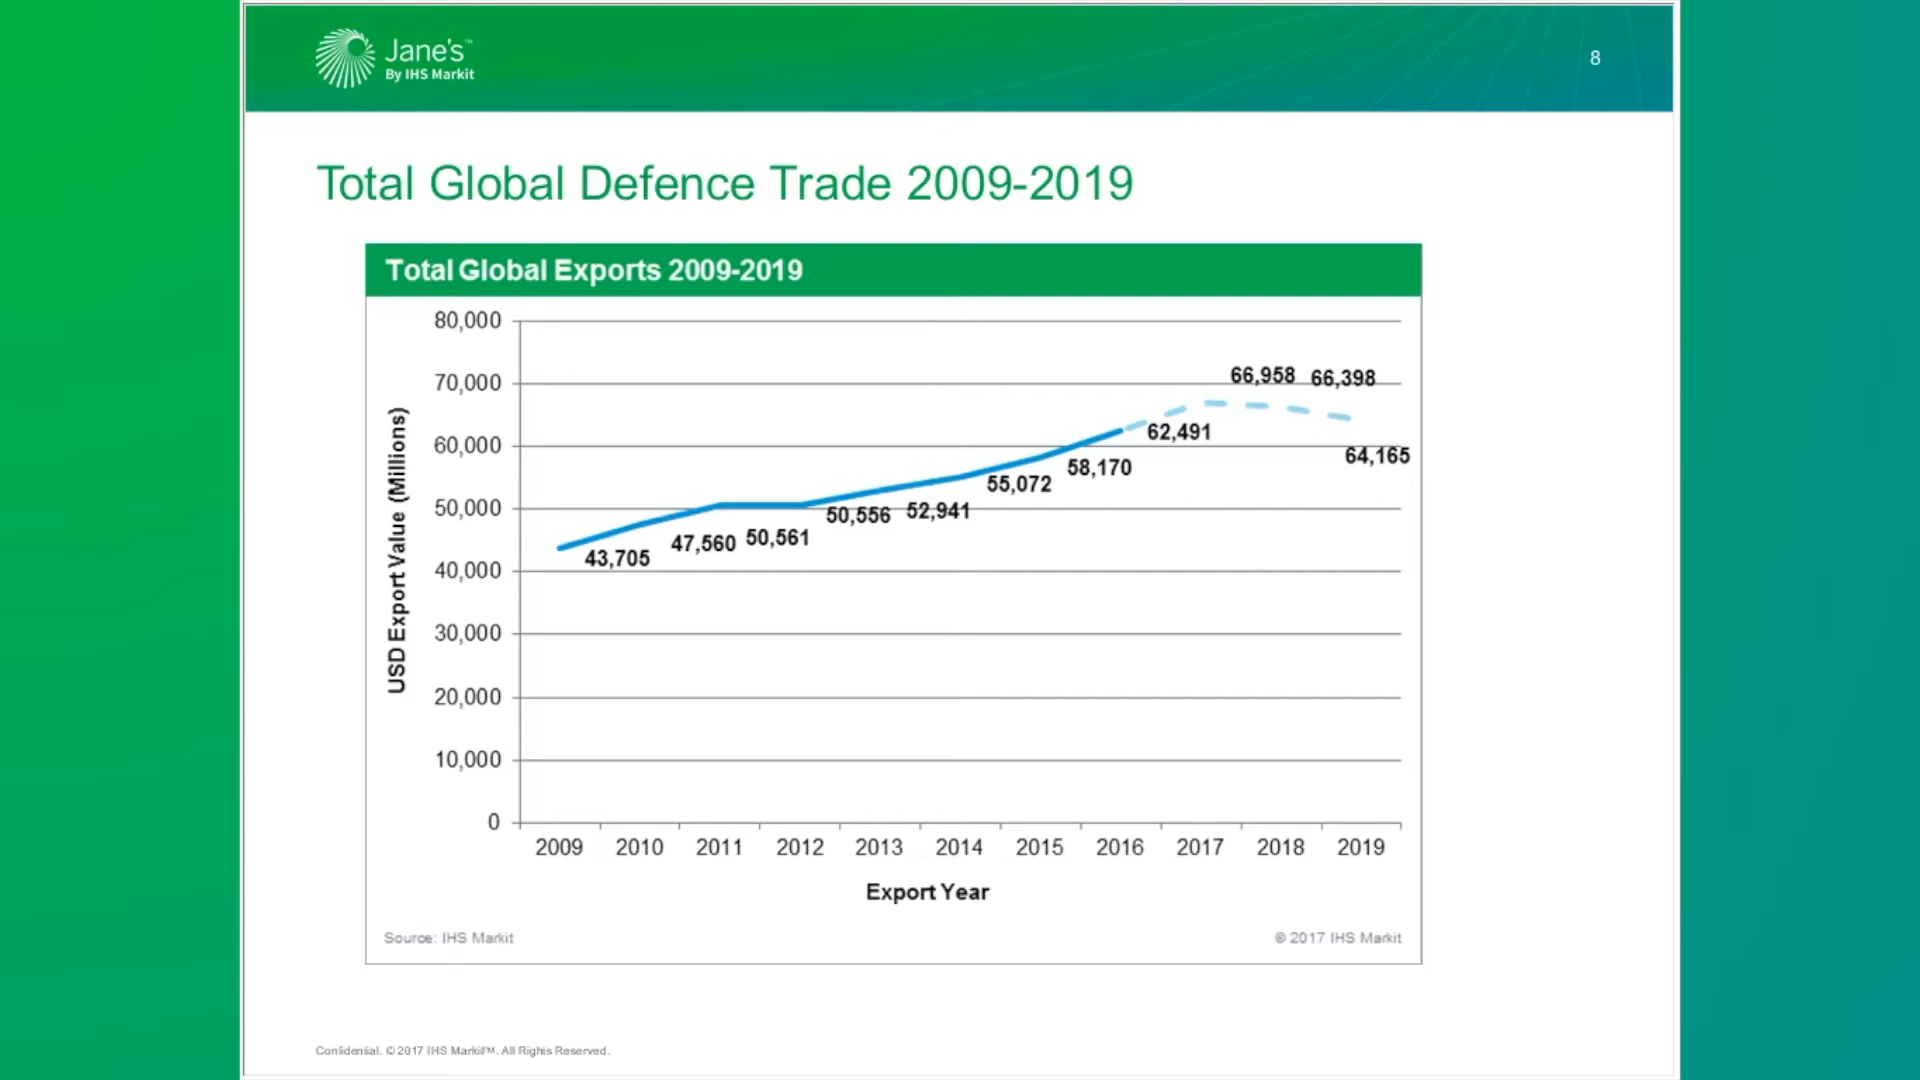 Jane's™
By IHS Markit
8
Total Global Defence Trade 2009-2019
Total Global Exports 2009-2019
80,000
70,000
60,000
50,000
40,000
30,000
20,000
10,000
0
USD Export Value (Millions)
43,705
47,560
50,561
50,556
52,941
55,072
58,170
62,491
66,958
66,398
64,165
2009 2010 2011 2012 2013 2014 2015 2016 2017 2018 2019
Export Year
Source: IHS Markit
© 2017 IHS Markit
Confidential. © 2017 IHS Markit™. All Rights Reserved.